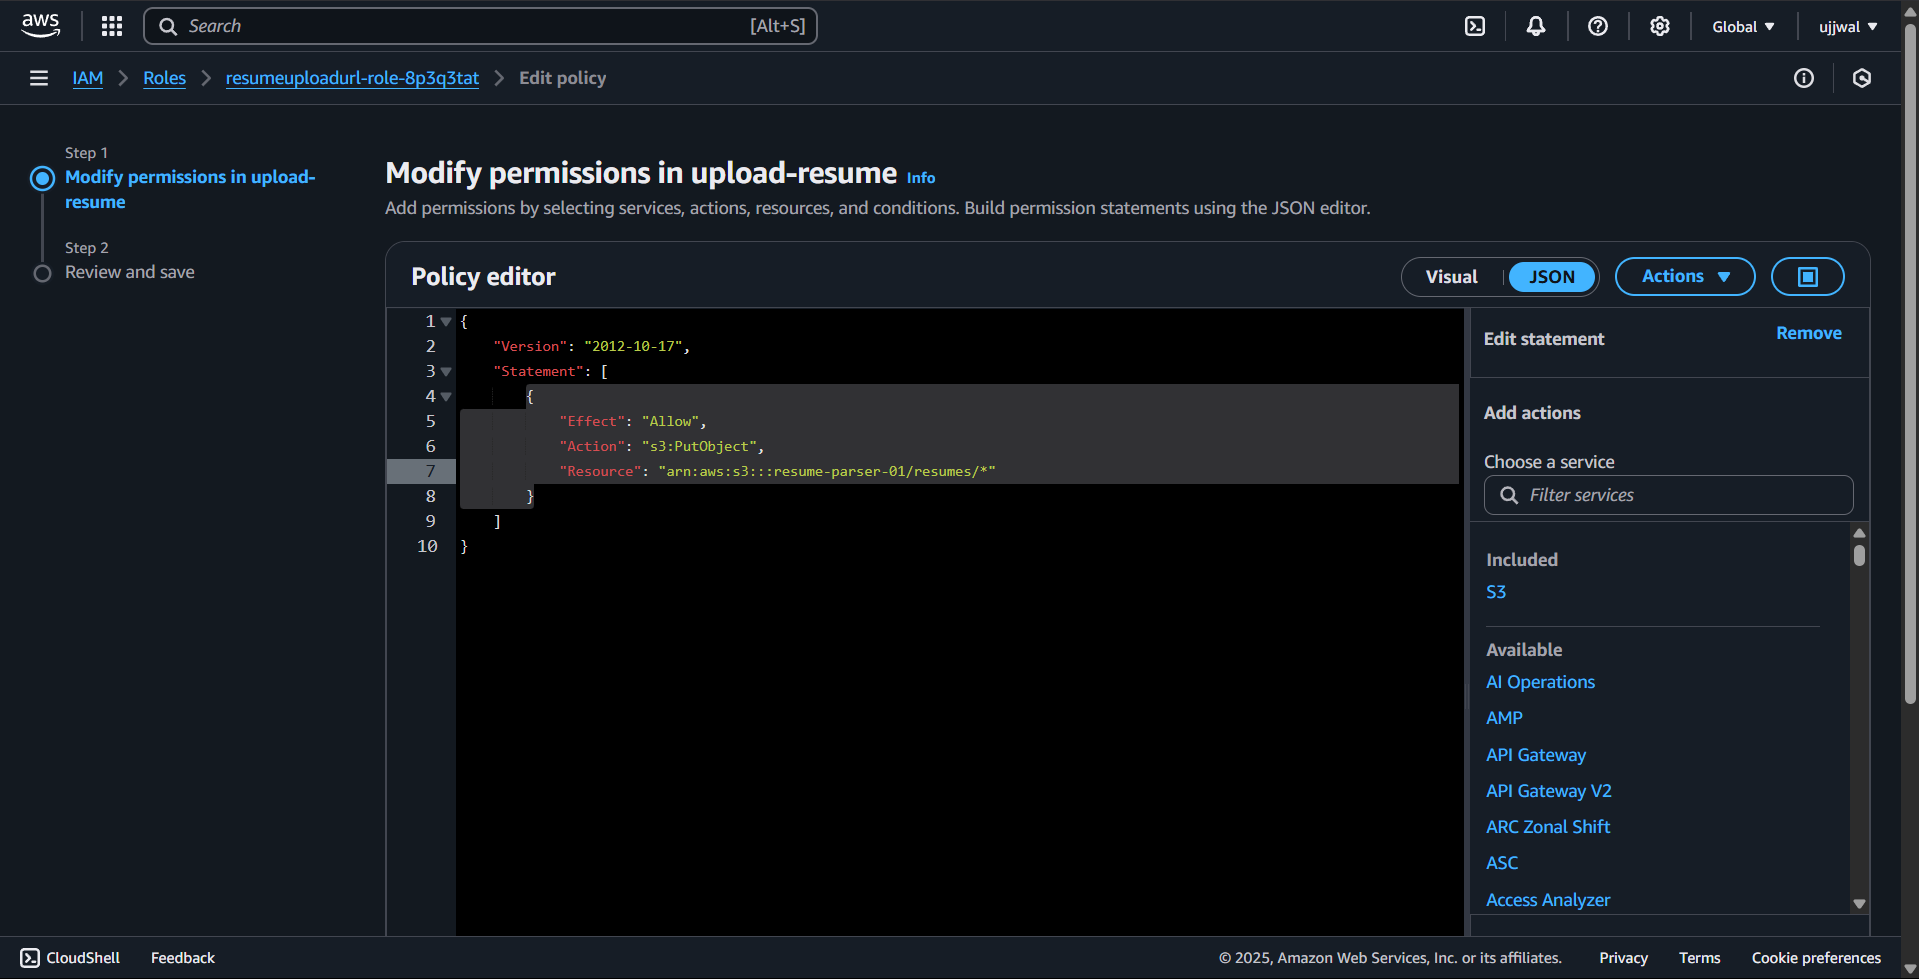 aws
Search [Alt+S]
Global
ujjwal
IAM
Roles
resumeuploadurl-role-8p3q3tat
Edit policy
Step 1
Modify permissions in upload-
resume
Step 2
Review and save
Modify permissions in upload-resume Info
Add permissions by selecting services, actions, resources, and conditions. Build permission statements using the JSON editor.
Policy editor
Visual
JSON
Actions
1 {
2 "Version": "2012-10-17",
3 "Statement": [
4 {
5 "Effect": "Allow",
6 "Action": "s3:PutObject",
7 "Resource": "arn:aws:s3:::resume-parser-01/resumes/*"
8 }
9 ]
10 }
Edit statement
Remove
Add actions
Choose a service
Filter services
Included
S3
Available
AI Operations
AMP
API Gateway
API Gateway V2
ARC Zonal Shift
ASC
Access Analyzer
CloudShell
Feedback
© 2025, Amazon Web Services, Inc. or its affiliates.
Privacy
Terms
Cookie preferences